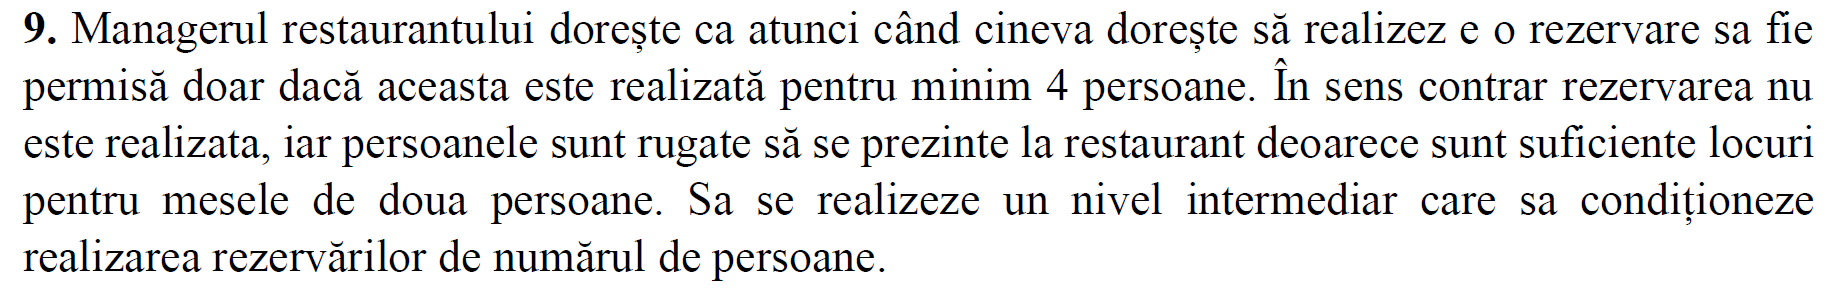 9. Managerul restaurantului dorește ca atunci când cineva dorește să realizez e o rezervare sa fie
permisă doar dacă aceasta este realizată pentru minim 4 persoane. În sens contrar rezervarea nu
este realizata, iar persoanele sunt rugate să se prezinte la restaurant deoarece sunt suficiente locuri
pentru mesele de doua persoane. Sa se realizeze un nivel intermediar care sa condiționeze
realizarea rezervărilor de numărul de persoane.